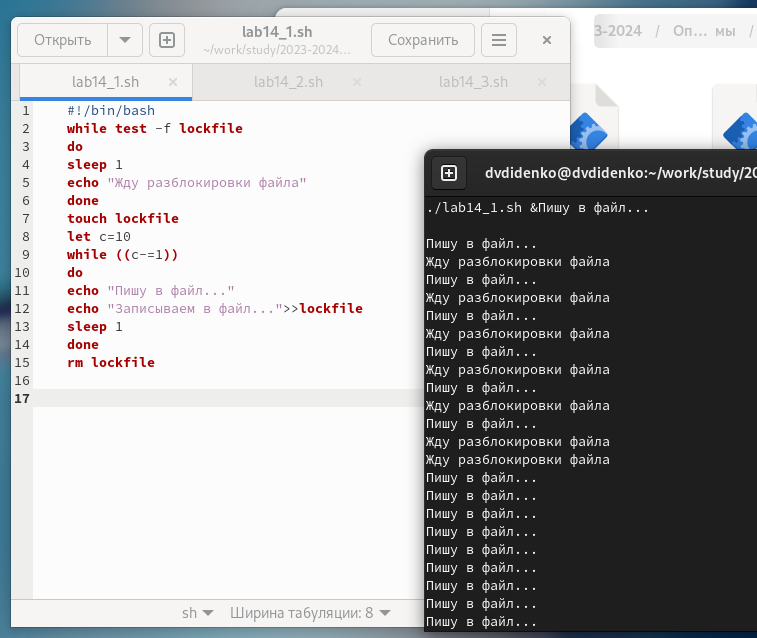 Открыть
lab14_1.sh
~/work/study/2023-2024...
Сохранить
3-2024 / Оп... мы /
lab14_1.sh
lab14_2.sh
lab14_3.sh
1 #!/bin/bash
2 while test -f lockfile
3 do
4 sleep 1
5 echo "Жду разблокировки файла"
6 done
7 touch lockfile
8 let c=10
9 while ((c-=1))
10 do
11 echo "Пишу в файл..."
12 echo "Записываем в файл...">>lockfile
13 sleep 1
14 done
15 rm lockfile
16
17
sh
Ширина табуляции: 8
dvdidenko@dvdidenko:~/work/study/20
./lab14_1.sh &Пишу в файл...
Пишу в файл...
Жду разблокировки файла
Пишу в файл...
Жду разблокировки файла
Пишу в файл...
Жду разблокировки файла
Пишу в файл...
Жду разблокировки файла
Пишу в файл...
Жду разблокировки файла
Пишу в файл...
Жду разблокировки файла
Жду разблокировки файла
Пишу в файл...
Пишу в файл...
Пишу в файл...
Пишу в файл...
Пишу в файл...
Пишу в файл...
Пишу в файл...
Пишу в файл...
Пишу в файл...